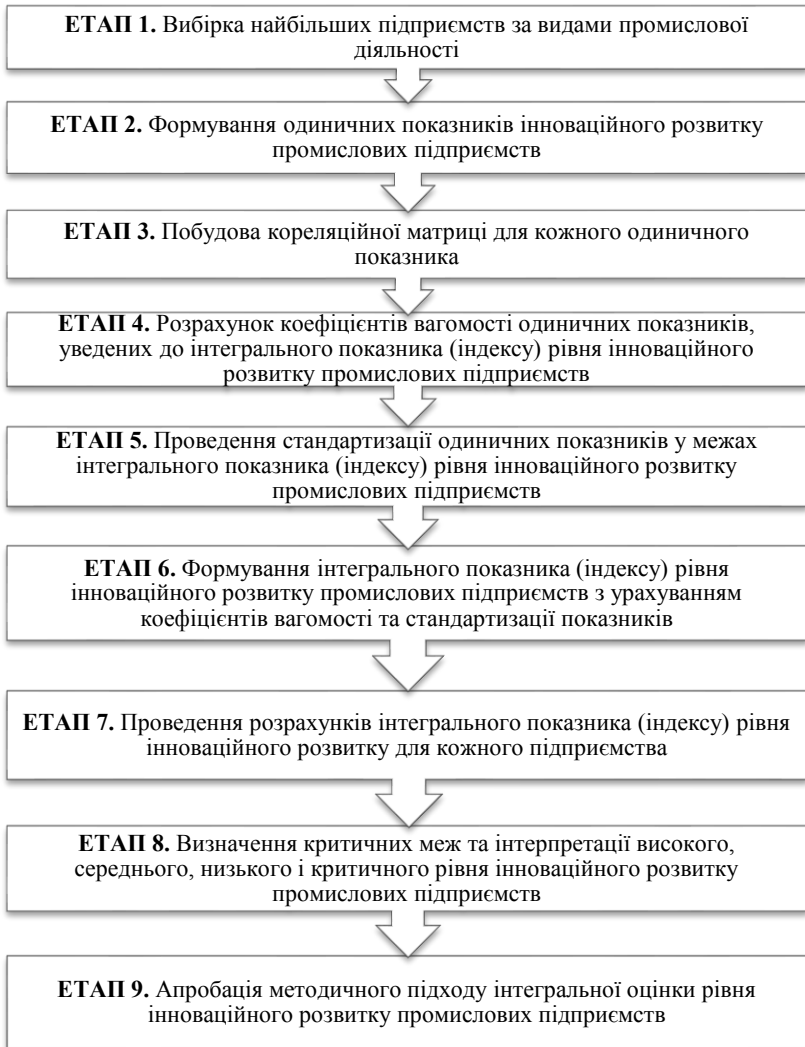 ЕТАП 1. Вибірка найбільших підприємств за видами промислової
діяльності
ЕТАП 2. Формування одиничних показників інноваційного розвитку
промислових підприємств
ЕТАП 3. Побудова кореляційної матриці для кожного одиничного
показника
ЕТАП 4. Розрахунок коефіцієнтів вагомості одиничних показників,
уведених до інтегрального показника (індексу) рівня інноваційного
розвитку промислових підприємств
ЕТАП 5. Проведення стандартизації одиничних показників у межах
інтегрального показника (індексу) рівня інноваційного розвитку
промислових підприємств
ЕТАП 6. Формування інтегрального показника (індексу) рівня
інноваційного розвитку промислових підприємств з урахуванням
коефіцієнтів вагомості та стандартизації показників
ЕТАП 7. Проведення розрахунків інтегрального показника (індексу) рівня
інноваційного розвитку для кожного підприємства
ЕТАП 8. Визначення критичних меж та інтерпретації високого,
середнього, низького і критичного рівня інноваційного розвитку
промислових підприємств
ЕТАП 9. Апробація методичного підходу інтегральної оцінки рівня
інноваційного розвитку промислових підприємств